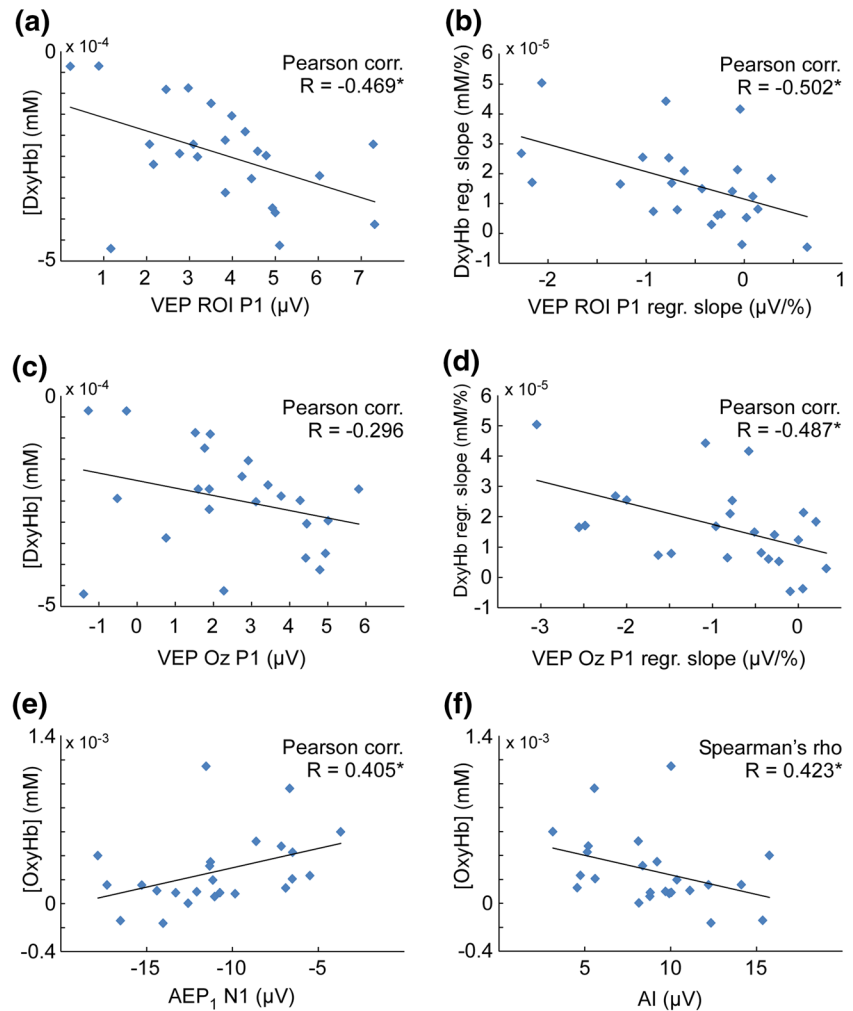 (a)
x 10-4
0
Pearson corr.
R = -0.469*
[DxyHb] (mM)
-5
1 2 3 4 5 6 7
VEP ROI P1 (µV)
(b)
x 10-5
6
5
4
3
2
1
0
-1
Pearson corr.
R = -0.502*
DxyHb reg. slope (mM/%)
-2 -1 0 1
VEP ROI P1 regr. slope (µV/%)
(c)
x 10-4
0
Pearson corr.
R = -0.296
[DxyHb] (mM)
-5
-1 0 1 2 3 4 5 6
VEP Oz P1 (µV)
(d)
x 10-5
6
5
4
3
2
1
0
-1
Pearson corr.
R = -0.487*
DxyHb regr. slope (mM/%)
-3 -2 -1 0
VEP Oz P1 regr. slope (µV/%)
(e)
1.4
x 10-3
Pearson corr.
R = 0.405*
[OxyHb] (mM)
0
-0.4
-15 -10 -5
AEP1 N1 (µV)
(f)
1.4
x 10-3
Spearman's rho
R = 0.423*
[OxyHb] (mM)
0
-0.4
5 10 15
AI (µV)